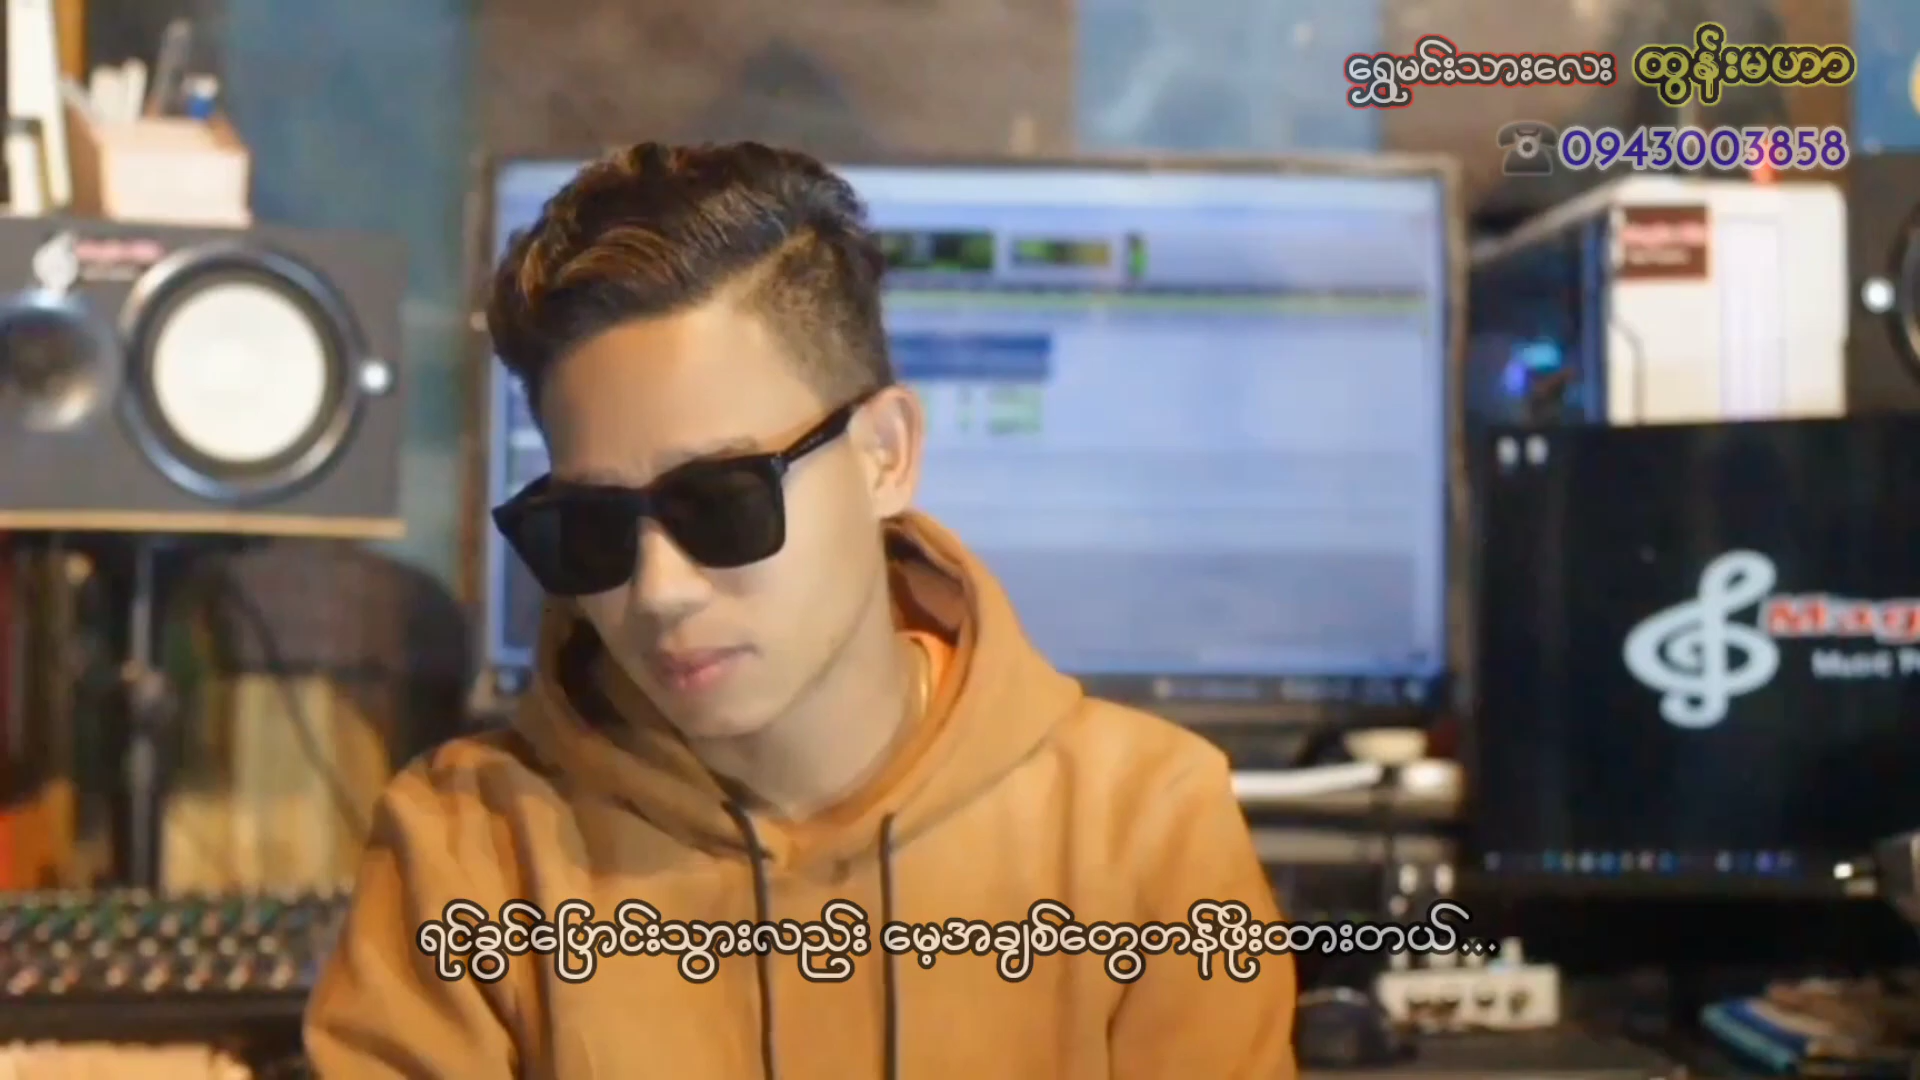 ရွှေမင်းသားလေး ထွန်းမဟာ
☎0943003858
ရင်ခွင်ပြောင်းသွားလည်း မေ့အချစ်တွေတန်ဖိုးထားတယ်...